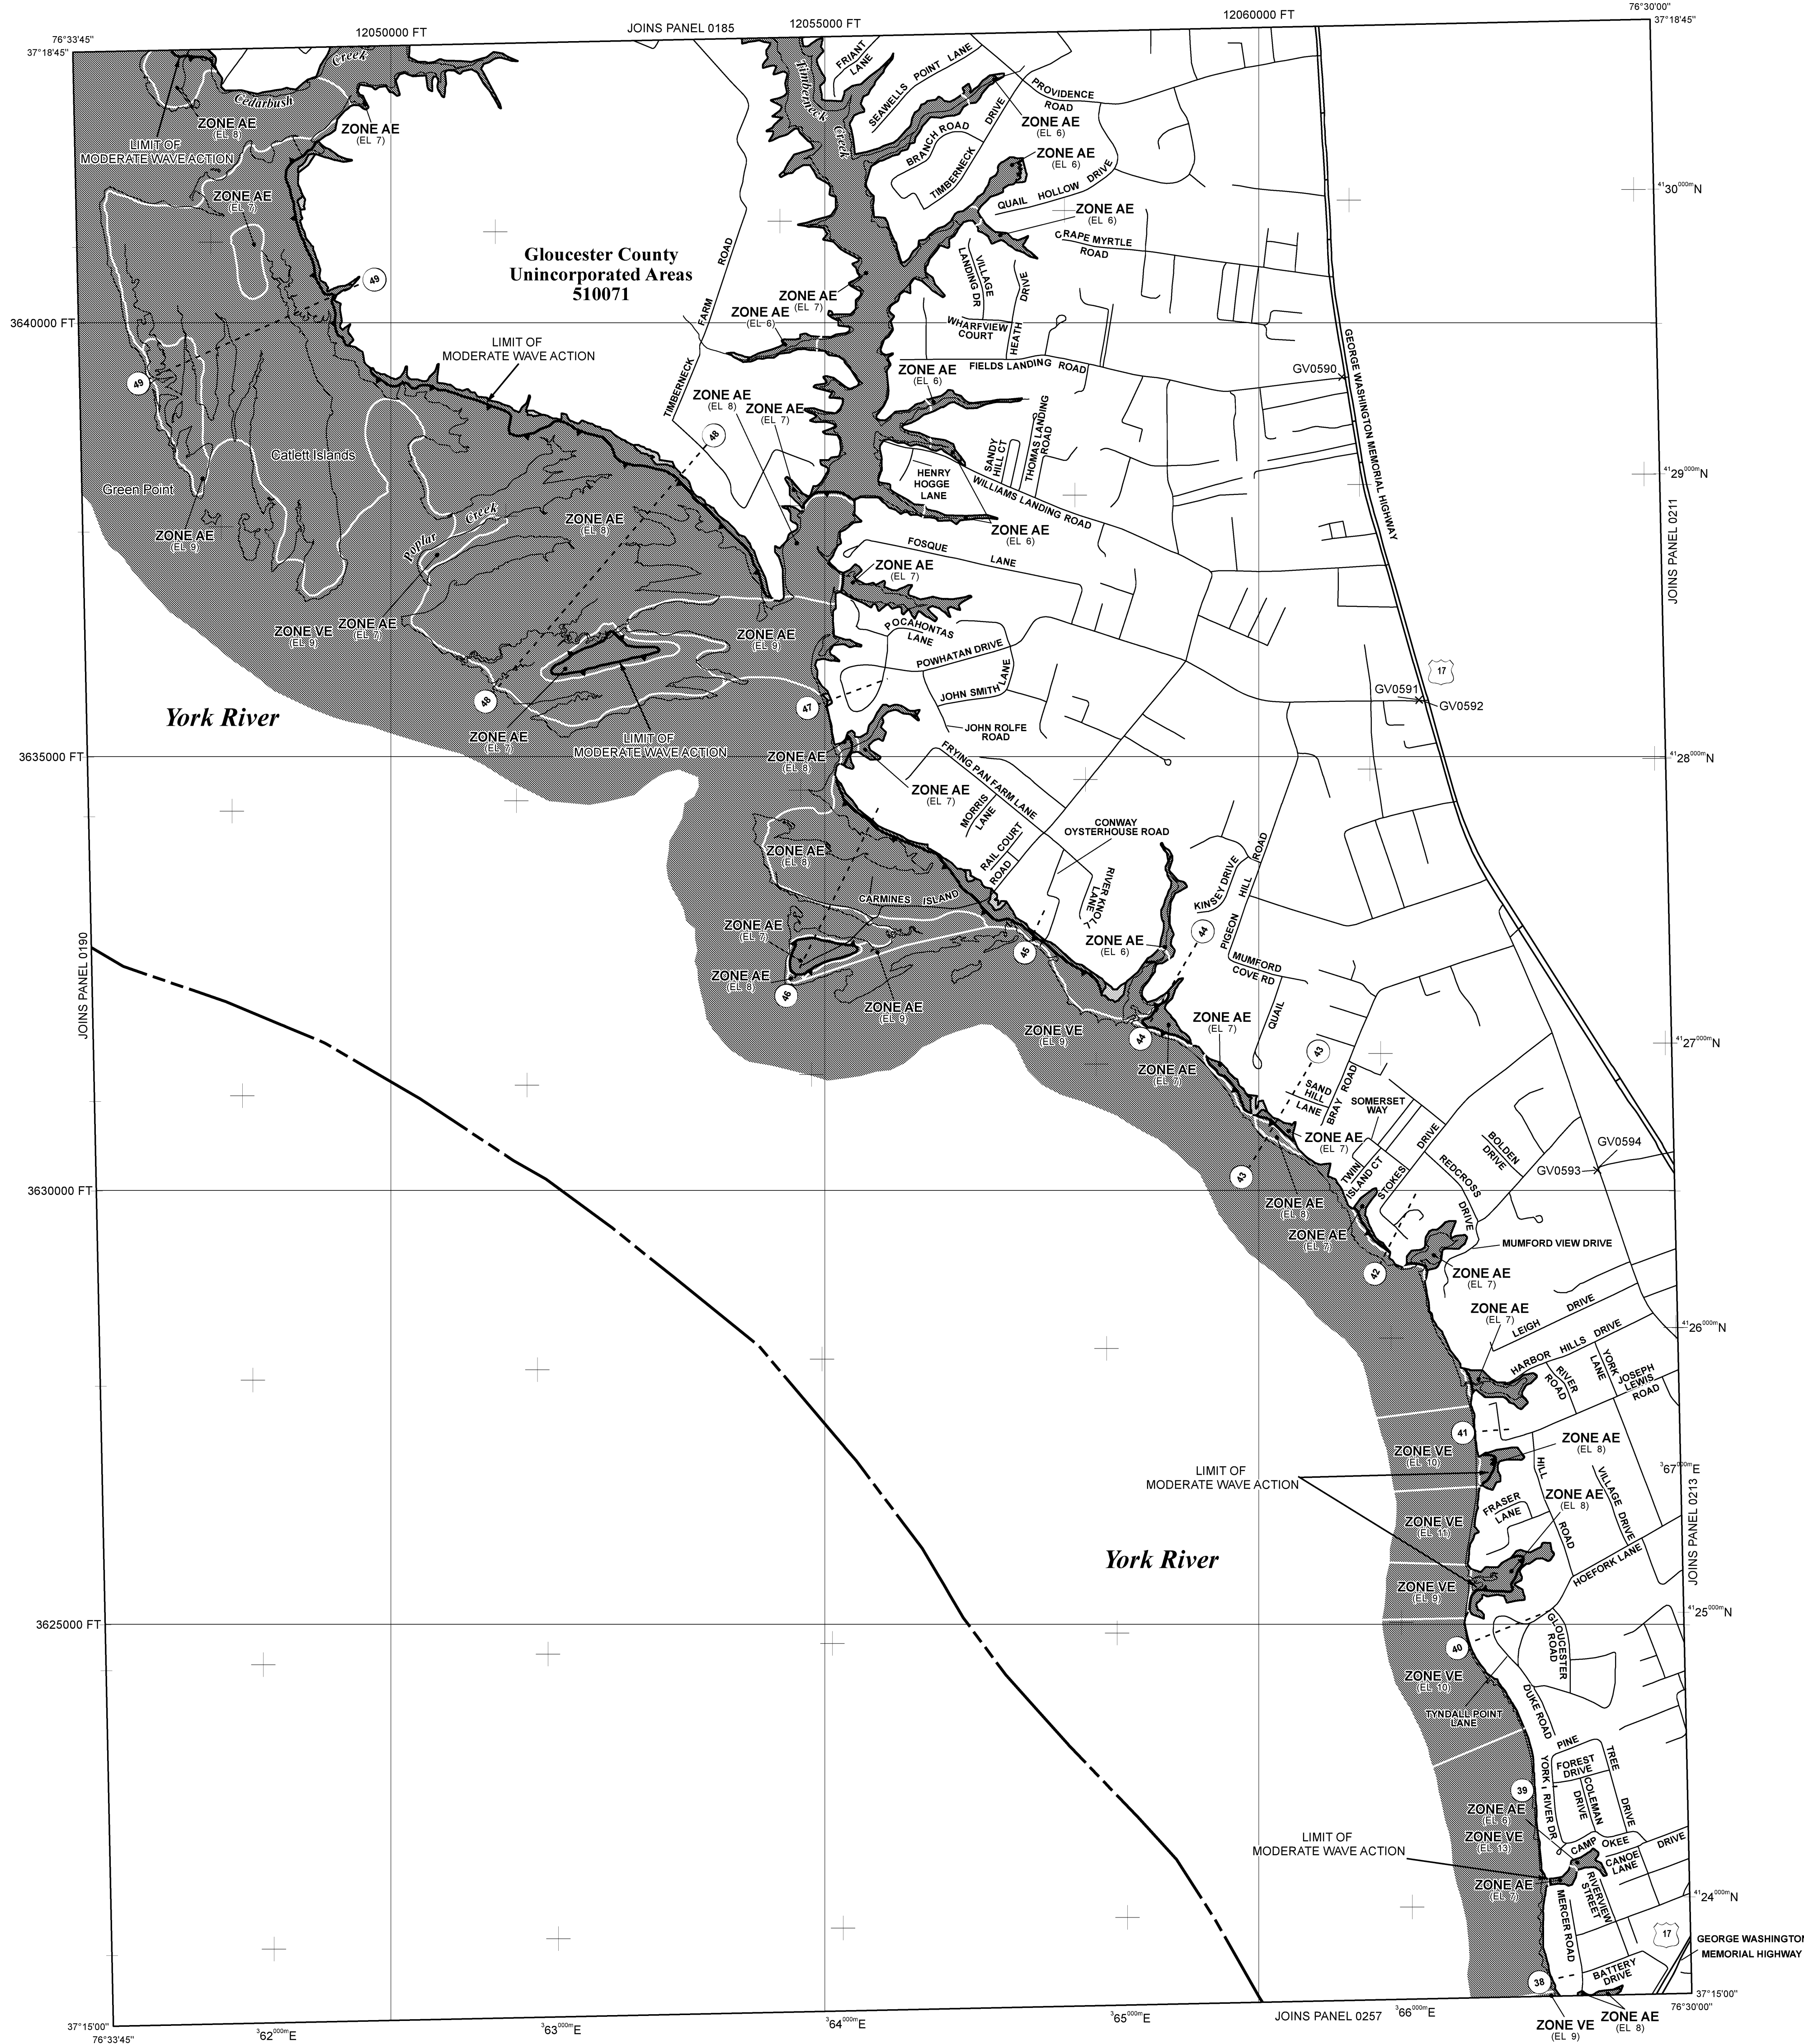 76°33'45"
37°18'45"
12050000 FT
JOINS PANEL 0185
12055000 FT
12060000 FT
76°30'00"
37°18'45"
Creek
Cedarbush
ZONE AE
(EL 8)
LIMIT OF
MODERATE WAVE ACTION
ZONE AE
(EL 7)
ZONE AE
(EL 7)
Timberneck
Creek
FRIANT
LANE
SEAWELLS POINT LANE
PROVIDENCE
ROAD
BRANCH ROAD
TIMBERNECK DRIVE
ZONE AE
(EL 6)
ZONE AE
(EL 6)
QUAIL HOLLOW DRIVE
ZONE AE
(EL 6)
CRAPE MYRTLE
ROAD
4130000mN
Gloucester County
Unincorporated Areas
510071
TIMBERNECK FARM ROAD
VILLAGE
LANDING DR
HEATH DRIVE
WHARFVIEW
COURT
49
ZONE AE
(EL 7)
ZONE AE
(EL 6)
3640000 FT
LIMIT OF
MODERATE WAVE ACTION
FIELDS LANDING ROAD
GV0590
GEORGE WASHINGTON MEMORIAL HIGHWAY
49
ZONE AE
(EL 6)
ZONE AE
(EL 8)
ZONE AE
(EL 7)
48
SANDY
HILL CT
THOMAS LANDING
ROAD
Catlett Islands
Green Point
HENRY
HOGGE
LANE
WILLIAMS LANDING ROAD
4129000mN
JOINS PANEL 0211
Poplar
Creek
ZONE AE
(EL 8)
ZONE AE
(EL 9)
ZONE AE
(EL 6)
FOSQUE LANE
ZONE AE
(EL 7)
ZONE VE
(EL 9)
ZONE AE
(EL 7)
ZONE AE
(EL 9)
POCAHONTAS
LANE
POWHATAN DRIVE
JOHN SMITH LANE
17
GV0591
GV0592
York River
48
47
JOHN ROLFE
ROAD
ZONE AE
(EL 7)
LIMIT OF
MODERATE WAVE ACTION
ZONE AE
(EL 8)
3635000 FT
4128000mN
ZONE AE
(EL 7)
FRYING PAN FARM LANE
MORRIS
LANE
RAIL COURT
ROAD
CONWAY
OYSTERHOUSE ROAD
ZONE AE
(EL 8)
CARMINES ISLAND
RIVER KNOLL
LANE
KINSEY DRIVE
PIGEON HILL ROAD
JOINS PANEL 0190
ZONE AE
(EL 7)
ZONE AE
(EL 8)
46
ZONE AE
(EL 9)
45
ZONE AE
(EL 6)
44
MUMFORD
COVE RD
QUAIL
ZONE VE
(EL 9)
44
ZONE AE
(EL 7)
ZONE AE
(EL 7)
4127000mN
43
SAND
HILL
LANE
BRAY ROAD
SOMERSET
WAY
ZONE AE
(EL 7)
TWIN
ISLAND CT
STOKES DRIVE
REDCROSS DRIVE
BOLDEN
DRIVE
GV0594
GV0593
43
3630000 FT
ZONE AE
(EL 8)
ZONE AE
(EL 7)
42
MUMFORD VIEW DRIVE
ZONE AE
(EL 7)
ZONE AE
(EL 7)
LEIGH DRIVE
4126000mN
HARBOR HILLS DRIVE
RIVER
ROAD
YORK
LANE
JOSEPH
LEWIS
ROAD
41
ZONE VE
(EL 10)
ZONE AE
(EL 8)
LIMIT OF
MODERATE WAVE ACTION
367000mE
JOINS PANEL 0213
HILL ROAD
VILLAGE DRIVE
FRASER
LANE
ZONE AE
(EL 8)
ZONE VE
(EL 11)
York River
HOEFORK LANE
ZONE VE
(EL 9)
3625000 FT
4125000mN
40
GLOUCESTER
ROAD
ZONE VE
(EL 10)
TYNDALL POINT
LANE
DUKE ROAD
PINE TREE DRIVE
FOREST
DRIVE
COLEMAN
DRIVE
YORK RIVER DR
39
ZONE AE
(EL 6)
ZONE VE
(EL 13)
LIMIT OF
MODERATE WAVE ACTION
CAMP OKEE DRIVE
CANOE
LANE
ZONE AE
(EL 7)
RIVERVIEW
STREET
MERCER ROAD
4124000mN
17
GEORGE WASHINGTON
MEMORIAL HIGHWAY
BATTERY
DRIVE
38
37°15'00"
76°33'45"
362000mE
363000mE
364000mE
365000mE
JOINS PANEL 0257
366000mE
ZONE VE
(EL 9)
ZONE AE
(EL 8)
37°15'00"
76°30'00"